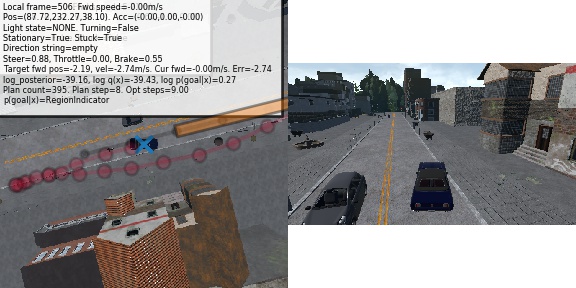 Local frame=506. Fwd speed=-0.00m/s
Pos=(87.72,232.27,38.10). Acc=(-0.00,0.00,-0.00)
Light state=NONE. Turning=False
Stationary=True. Stuck=True
Direction string=empty
Steer=0.88, Throttle=0.00, Brake=0.55
Target fwd pos=-2.19, vel=-2.74m/s. Cur fwd=-0.00m/s. Err=-2.74
log_posterior=-39.16, log q(x)=-39.43, log p(goal|x)=0.27
Plan count=395. Plan step=8. Opt steps=9.00
p(goal|x)=RegionIndicator